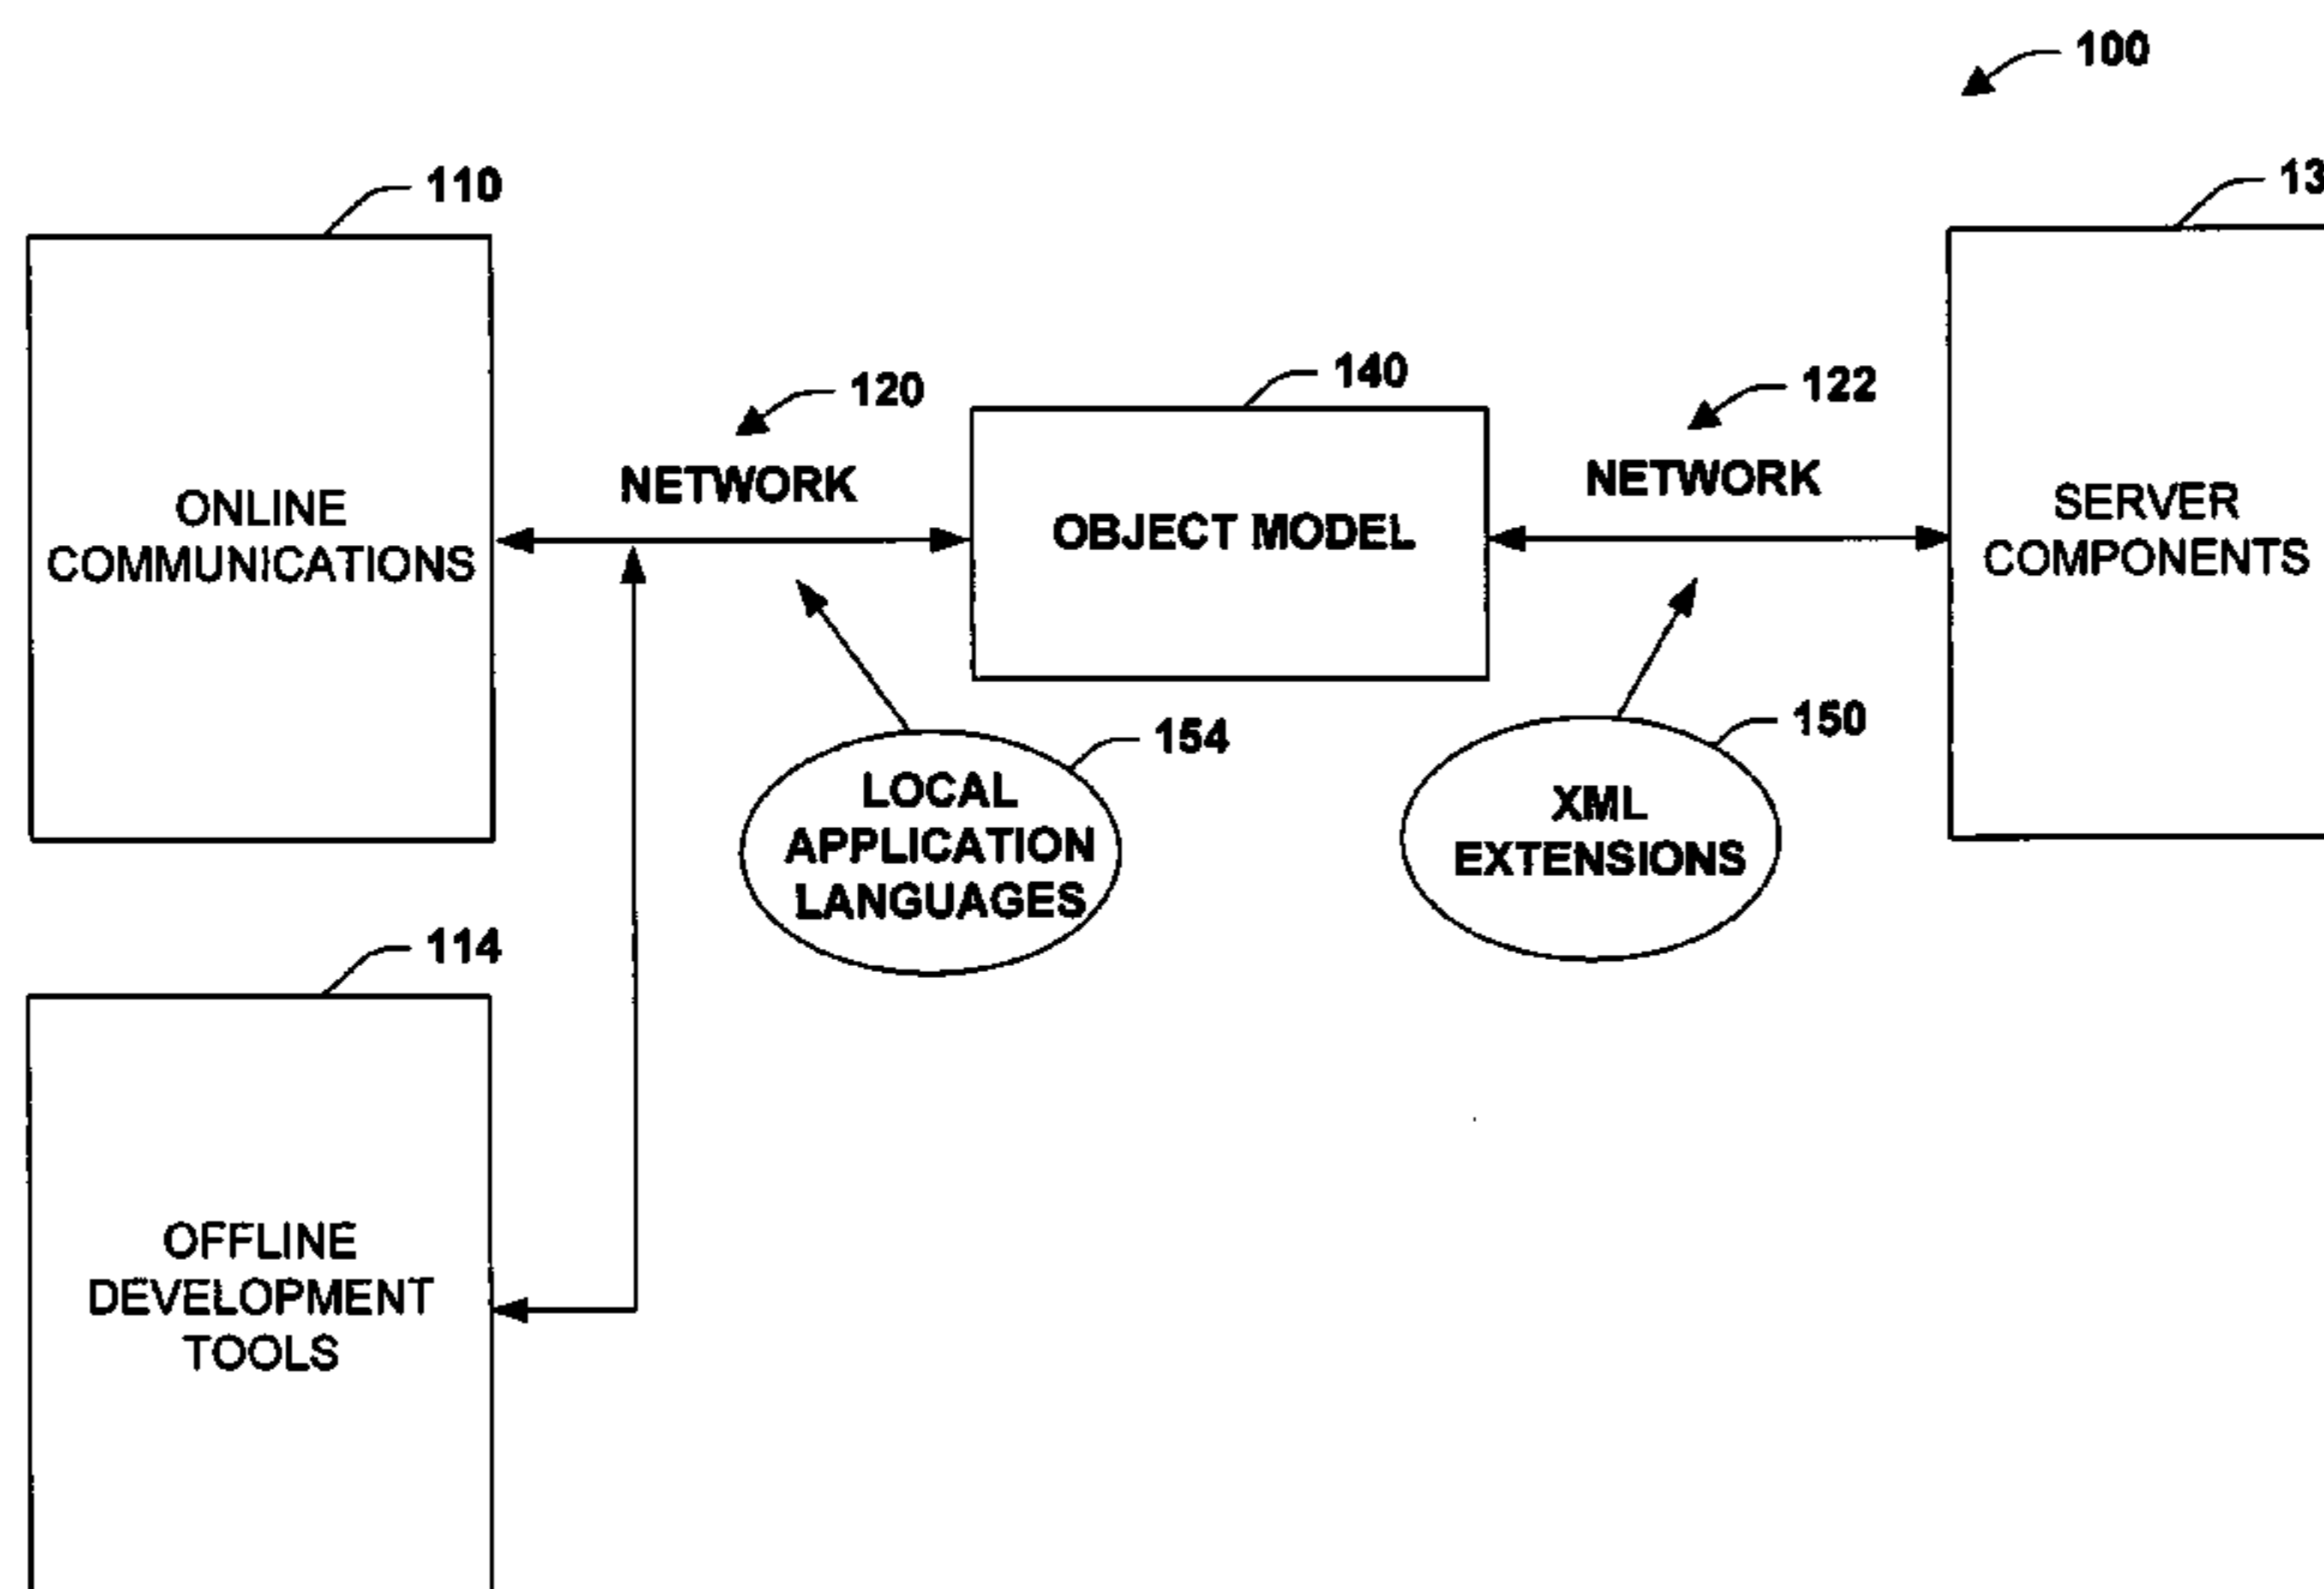 100
110
ONLINE
COMMUNICATIONS
120
NETWORK
140
OBJECT MODEL
122
NETWORK
SERVER
COMPONENTS
154
LOCAL
APPLICATION
LANGUAGES
150
XML
EXTENSIONS
114
OFFLINE
DEVELOPMENT
TOOLS